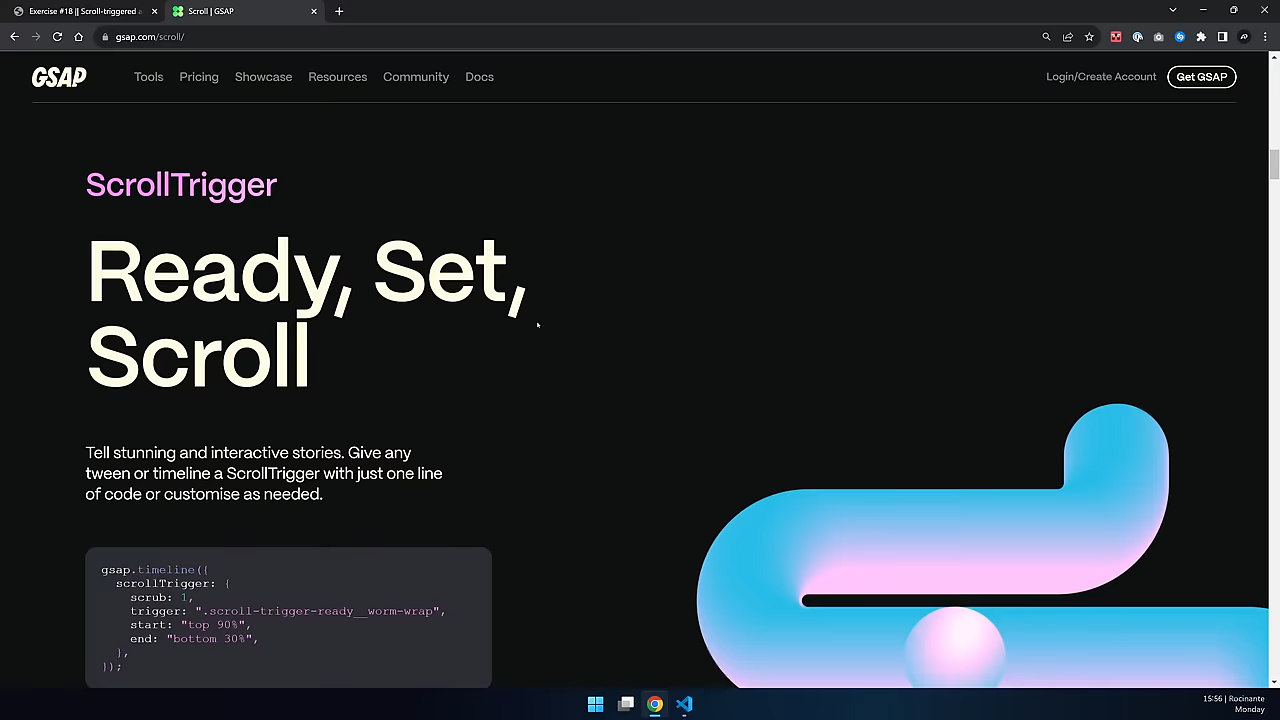 Exercise #18 || Scroll-triggered a
Scroll | GSAP
gsap.com/scroll/
GSAP
Tools
Pricing
Showcase
Resources
Community
Docs
Login/Create Account
Get GSAP
ScrollTrigger
Ready, Set,
Scroll
Tell stunning and interactive stories. Give any
tween or timeline a ScrollTrigger with just one line
of code or customise as needed.
gsap.timeline({
scrollTrigger: {
scrub: 1,
trigger: ".scroll-trigger-ready__worm-wrap",
start: "top 90%",
end: "bottom 30%",
},
});
15:56 | Rocinante
Monday